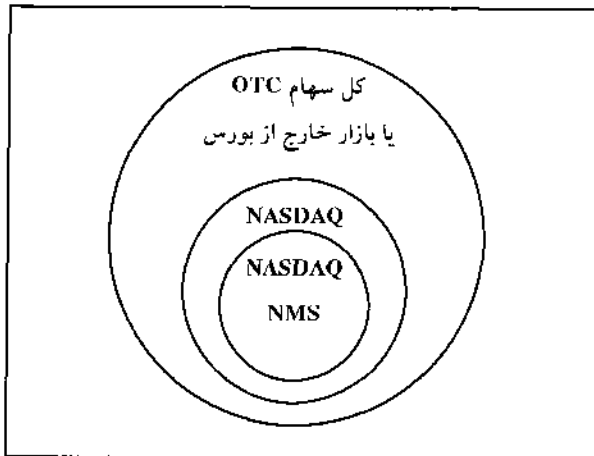 کل سهام OTC
یا بازار خارج از بورس
NASDAQ
NASDAQ
NMS